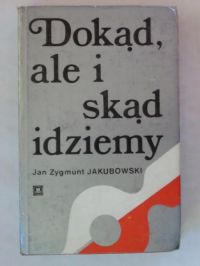 Dokąd,
ale i
skąd
idziemy
Jan Zygmunt JAKUBOWSKI